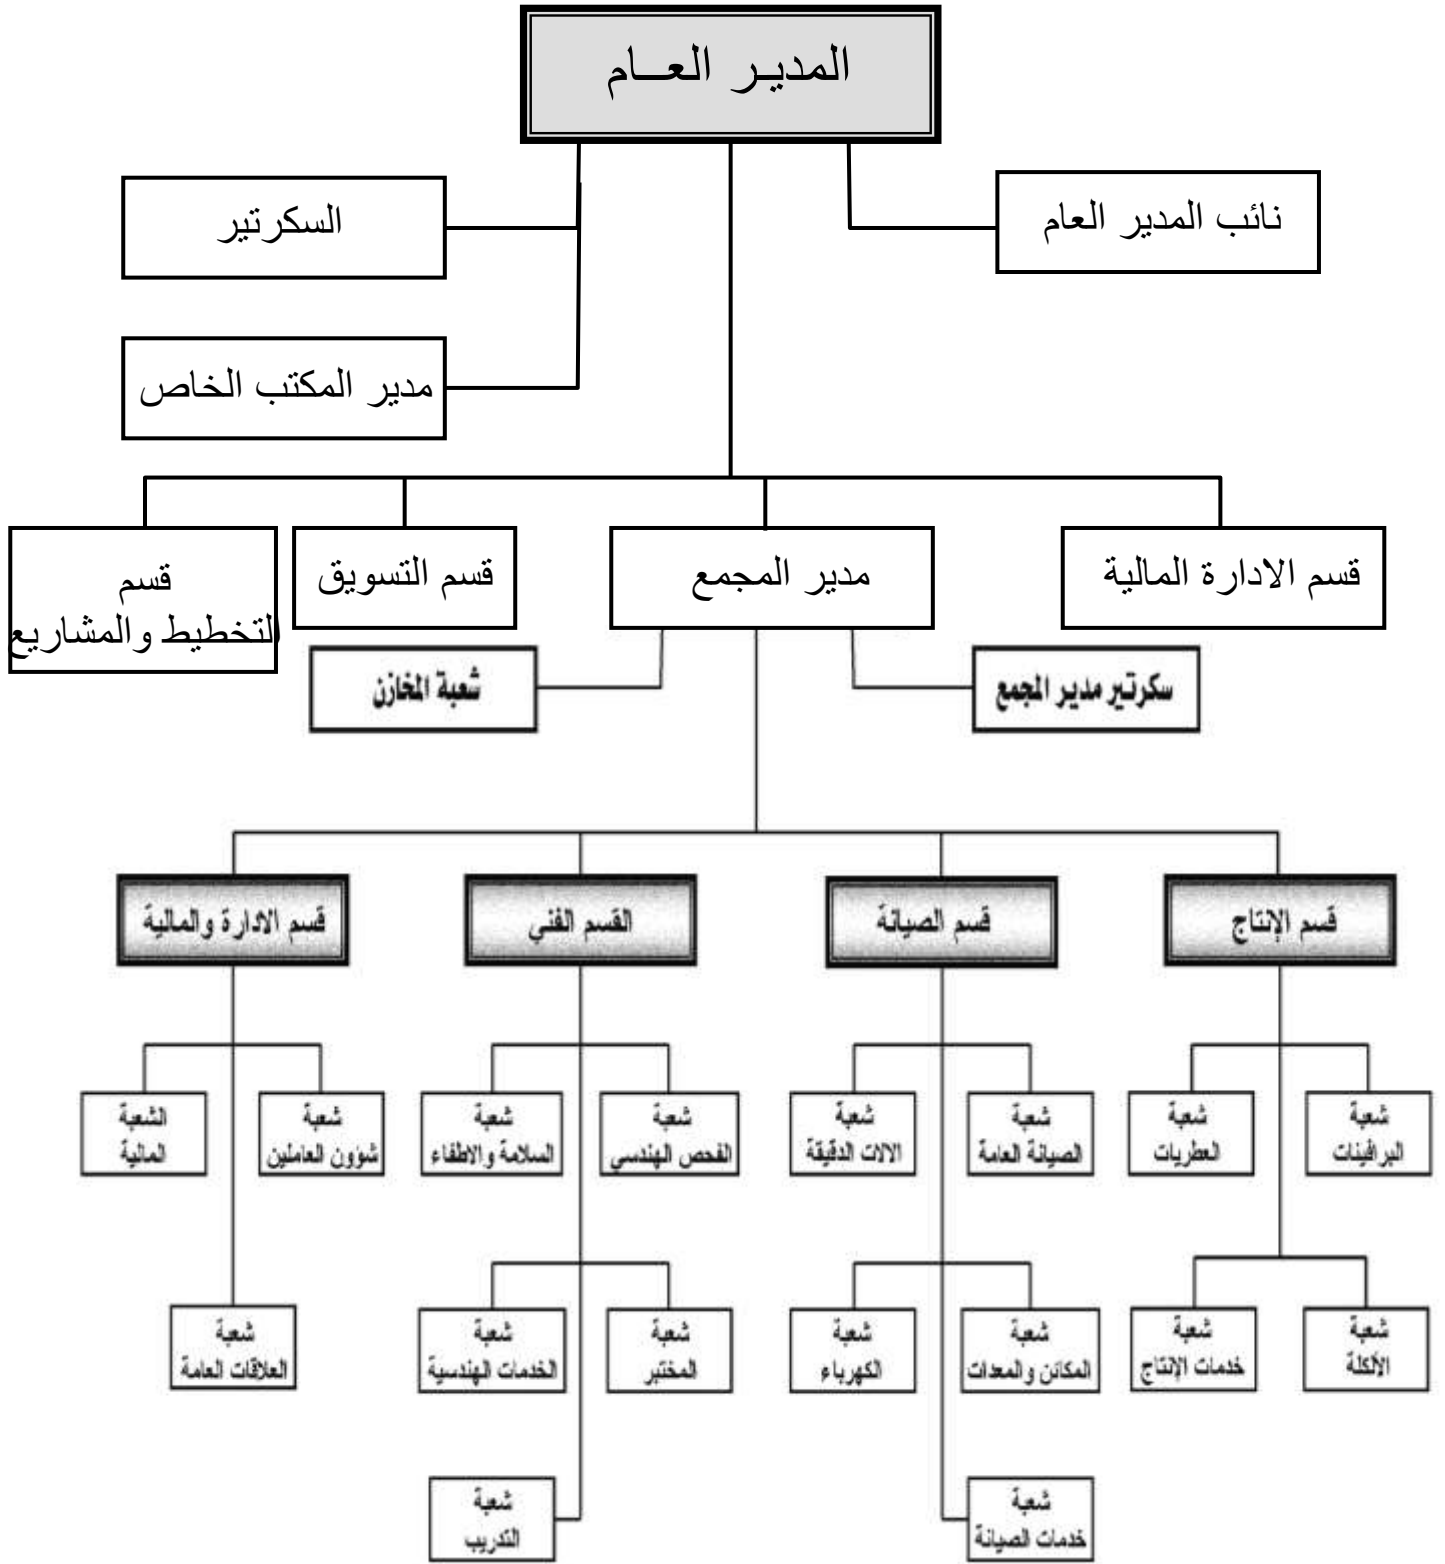 المديـر العــام
نائب المدير العام
السكرتير
مدير المكتب الخاص
قسم الادارة المالية
مدير المجمع
قسم التسويق
قسم
التخطيط والمشاريع
سكرتير مدير المجمع
شعبة المخازن
قسم الإنتاج
قسم الصيانة
القسم الفني
قسم الادارة والمالية
شعبة
البرافينات
شعبة
العطريات
شعبة
الصيانة العامة
شعبة
الالات الدقيقة
شعبة
الفحص الهندسي
شعبة
السلامة والاطفاء
شعبة
شؤون العاملين
الشعبة
المالية
شعبة
الألكلة
شعبة
خدمات الإنتاج
شعبة
المكائن والمعدات
شعبة
الكهرباء
شعبة
المختبر
شعبة
الخدمات الهندسية
شعبة
العلاقات العامة
شعبة
خدمات الصيانة
شعبة
التدريب